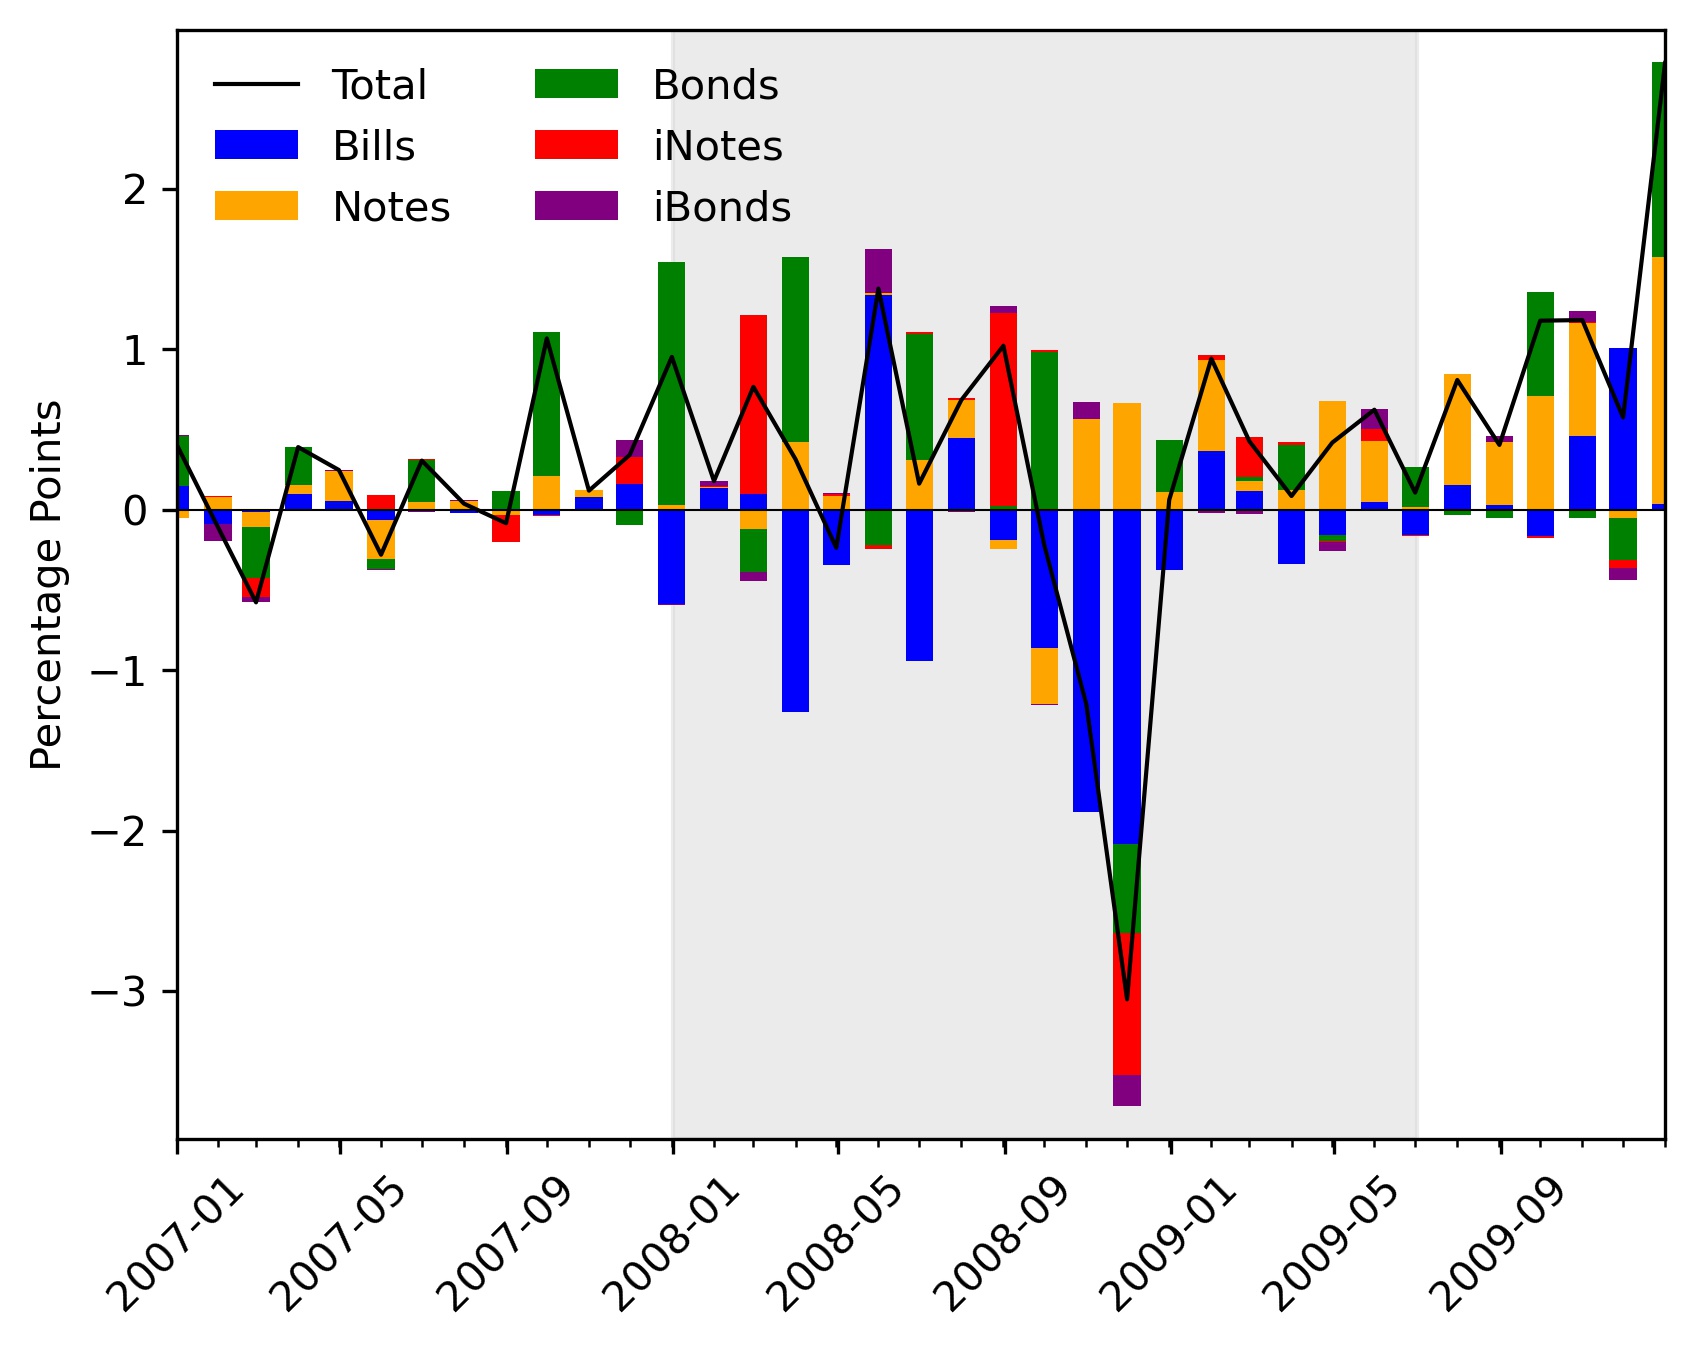 Total
Bills
Notes
Bonds
iNotes
iBonds
Percentage Points
2
1
0
−1
−2
−3
2007-01
2007-05
2007-09
2008-01
2008-05
2008-09
2009-01
2009-05
2009-09